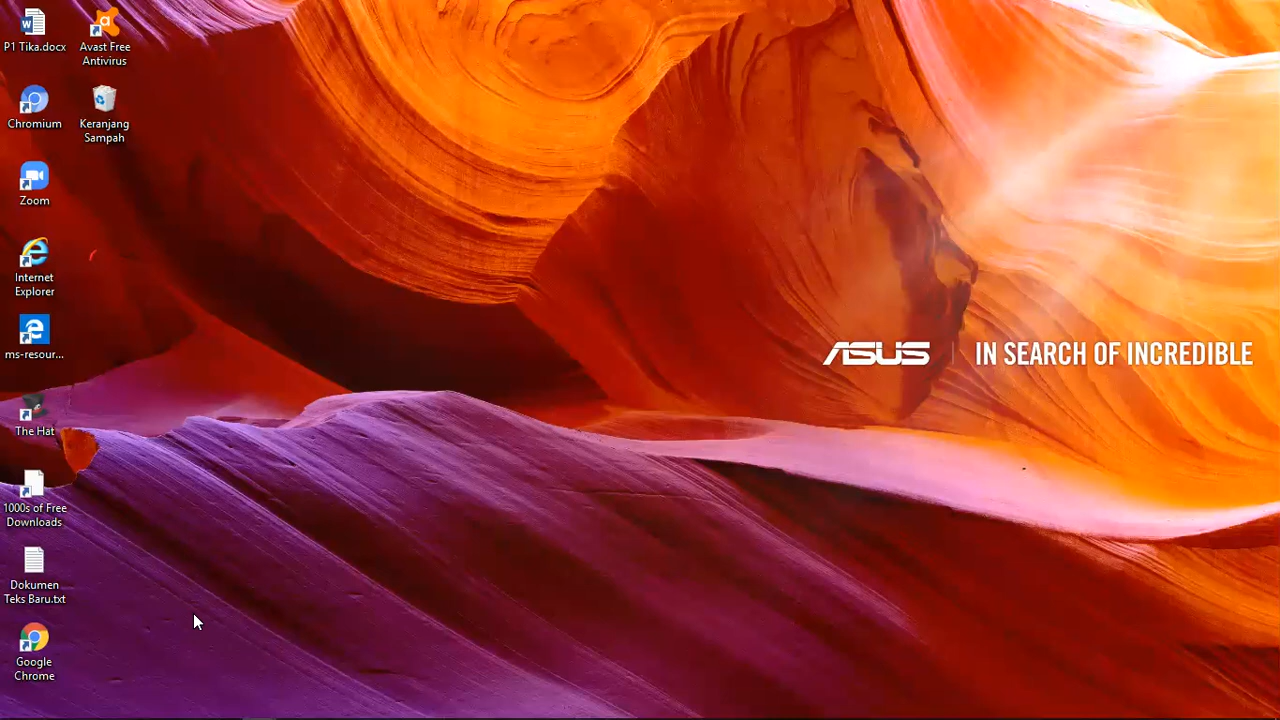 P1 Tika.docx
Avast Free
Antivirus
Chromium
Keranjang
Sampah
Zoom
Internet
Explorer
ms-resour...
The Hat
1000s of Free
Downloads
Dokumen
Teks Baru.txt
Google
Chrome
ASUS
IN SEARCH OF INCREDIBLE